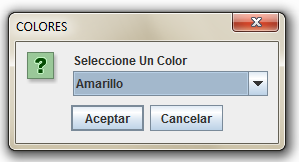 COLORES
?
Seleccione Un Color
Amarillo
Aceptar Cancelar